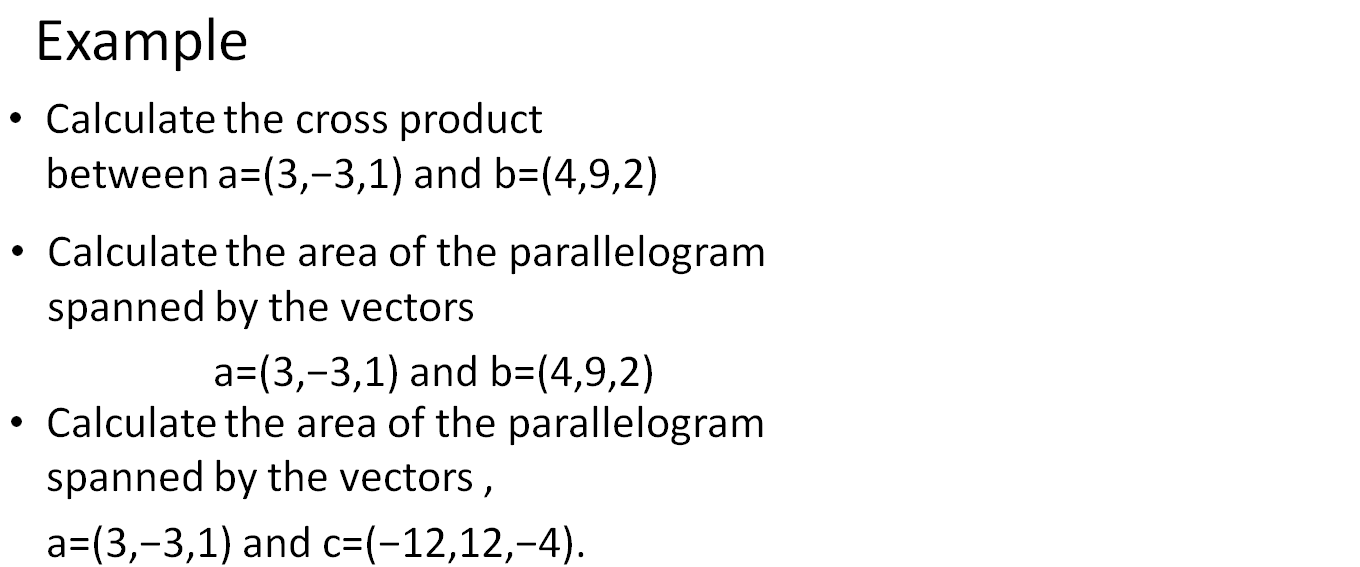 Example
• Calculate the cross product
between a=(3,−3,1) and b=(4,9,2)
• Calculate the area of the parallelogram
spanned by the vectors
a=(3,−3,1) and b=(4,9,2)
• Calculate the area of the parallelogram
spanned by the vectors ,
a=(3,−3,1) and c=(−12,12,−4).